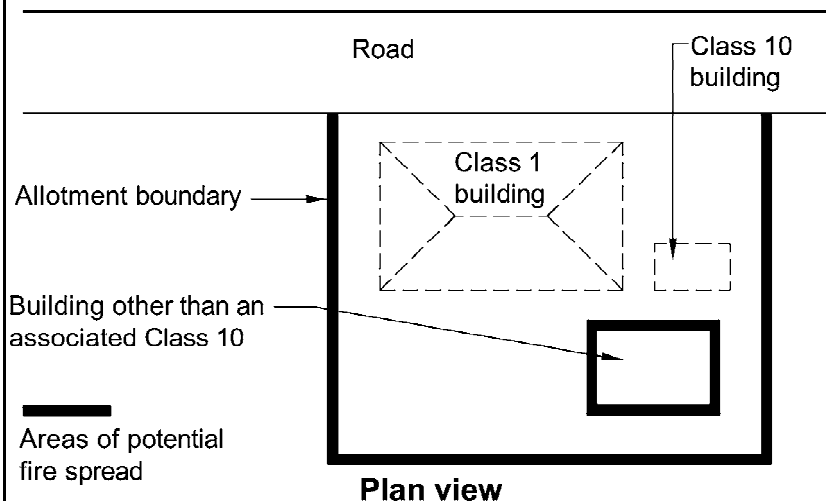 Road
Class 10
building
Class 1
building
Allotment boundary
Building other than an
associated Class 10
Areas of potential
fire spread
Plan view